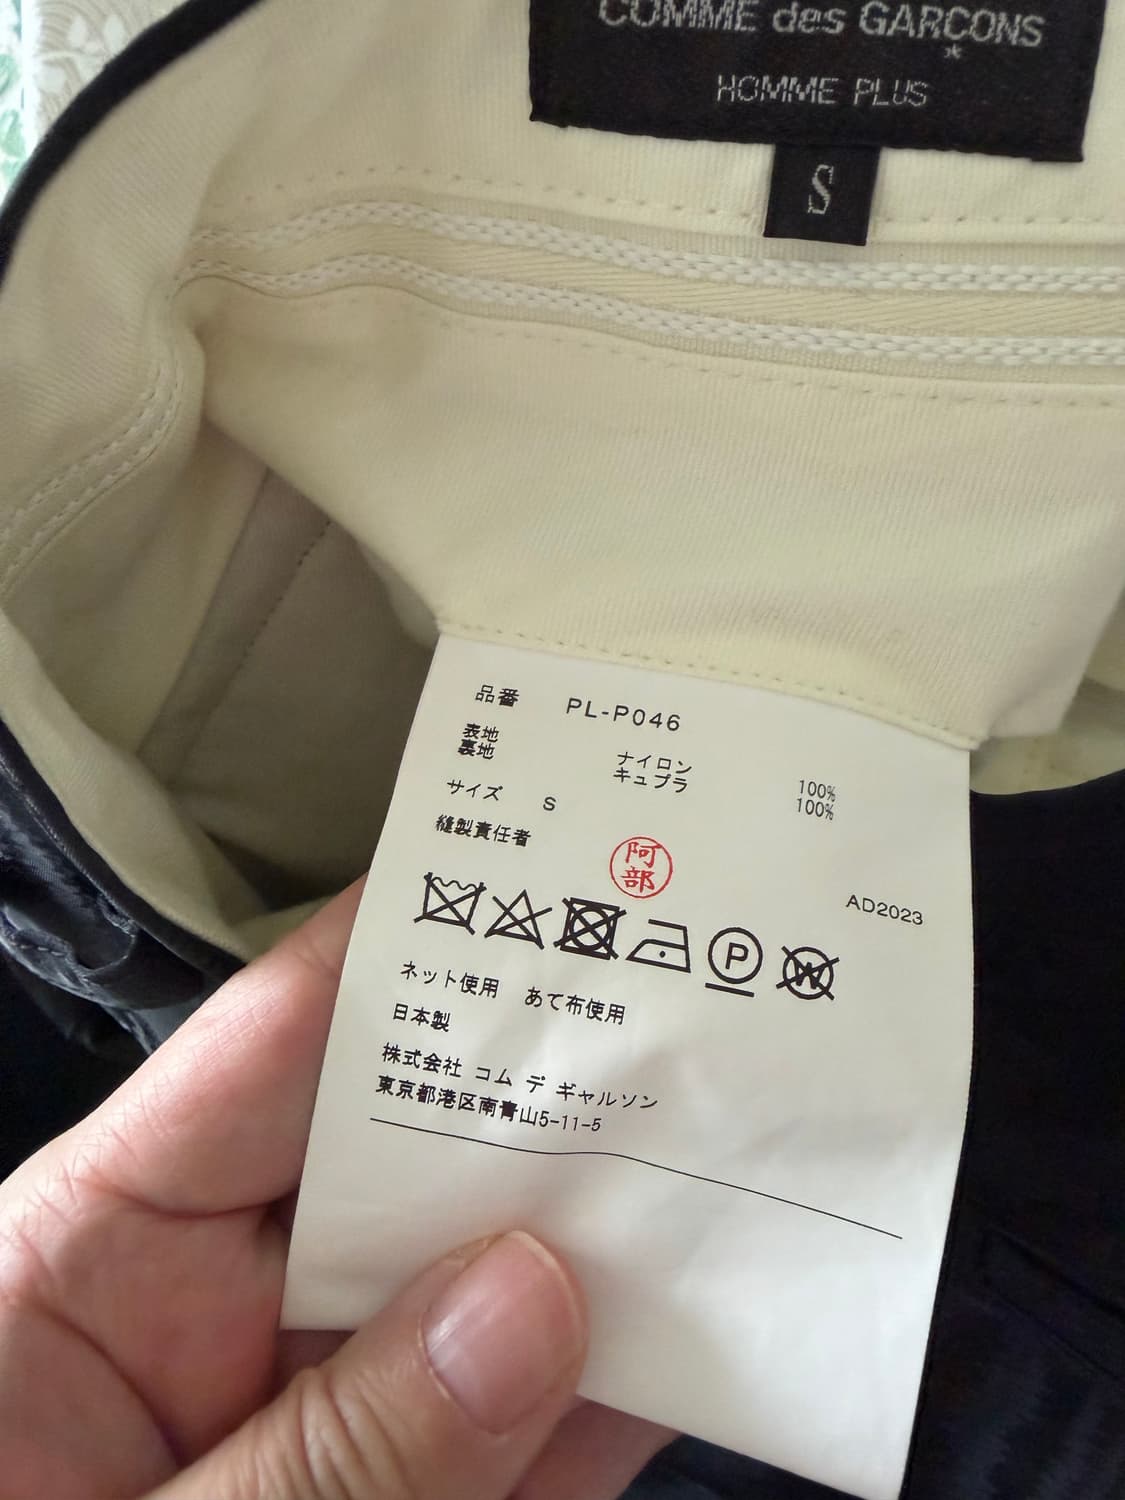 COMME des GARÇONS
HOMME PLUS
S
品番 PL-P046
表地 ナイロン 100%
裏地 キュプラ 100%
サイズ S
縫製責任者
阿部
AD2023
P
W
ネット使用 あて布使用
日本製
株式会社 コム デ ギャルソン
東京都港区南青山5-11-5